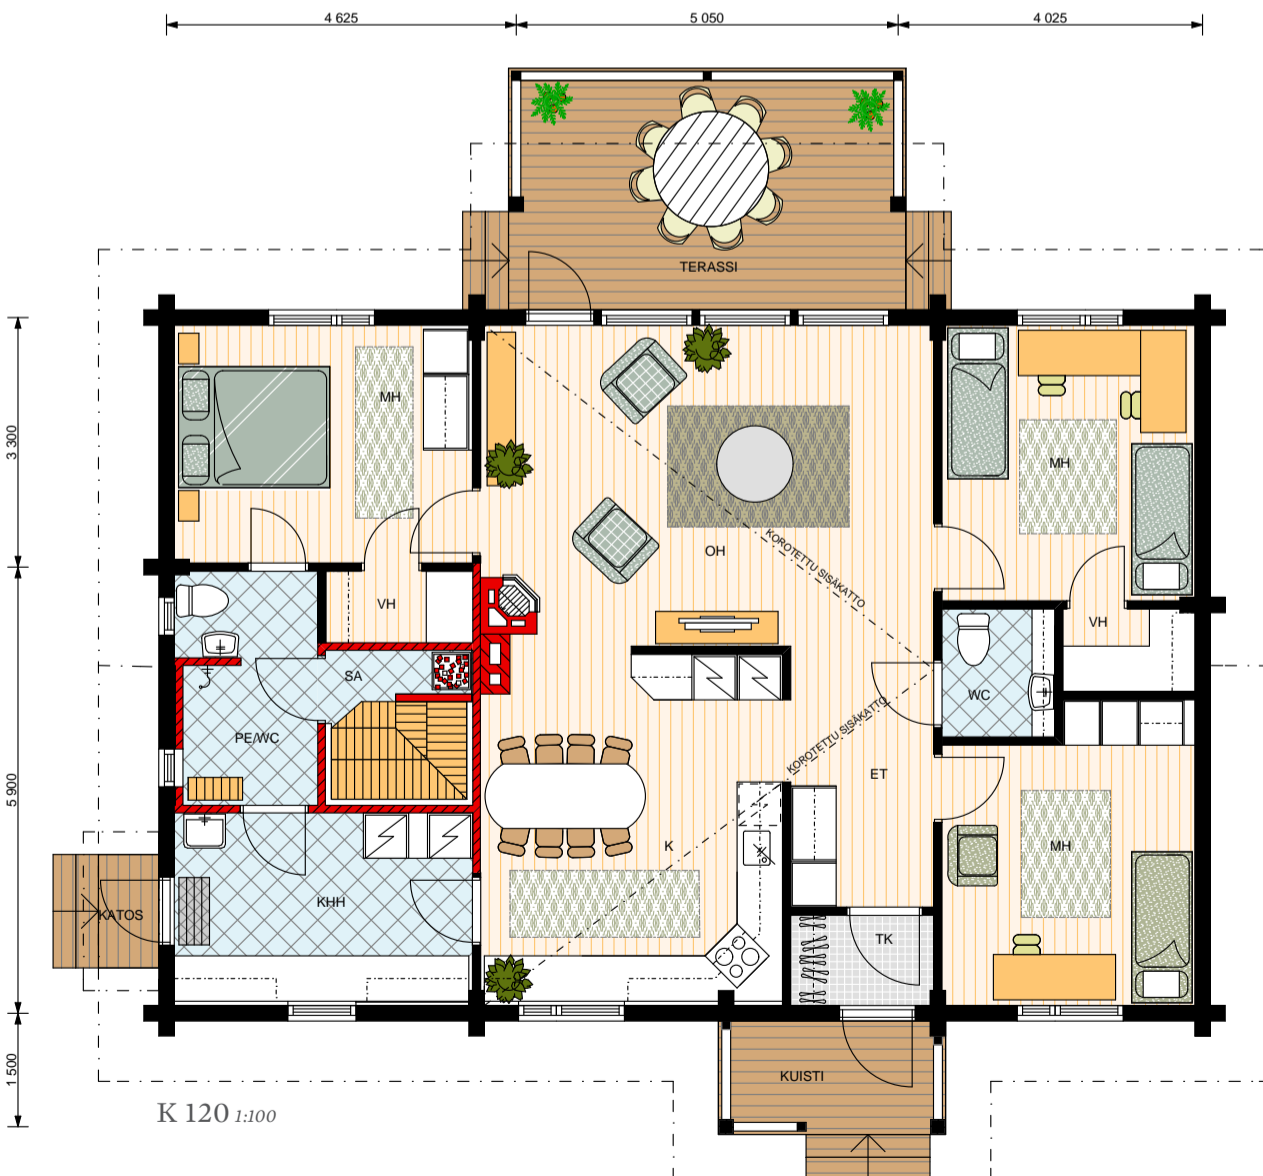 4 625
5 050
4 025
TERASSI
3 300
MH
MH
OH
KOROTETTU SISÄKATTO
VH
VH
SA
WC
PE/WC
KOROTETTU SISÄKATTO
ET
5 900
K
MH
KHH
KATOS
TK
1 500
KUISTI
K 120 1:100